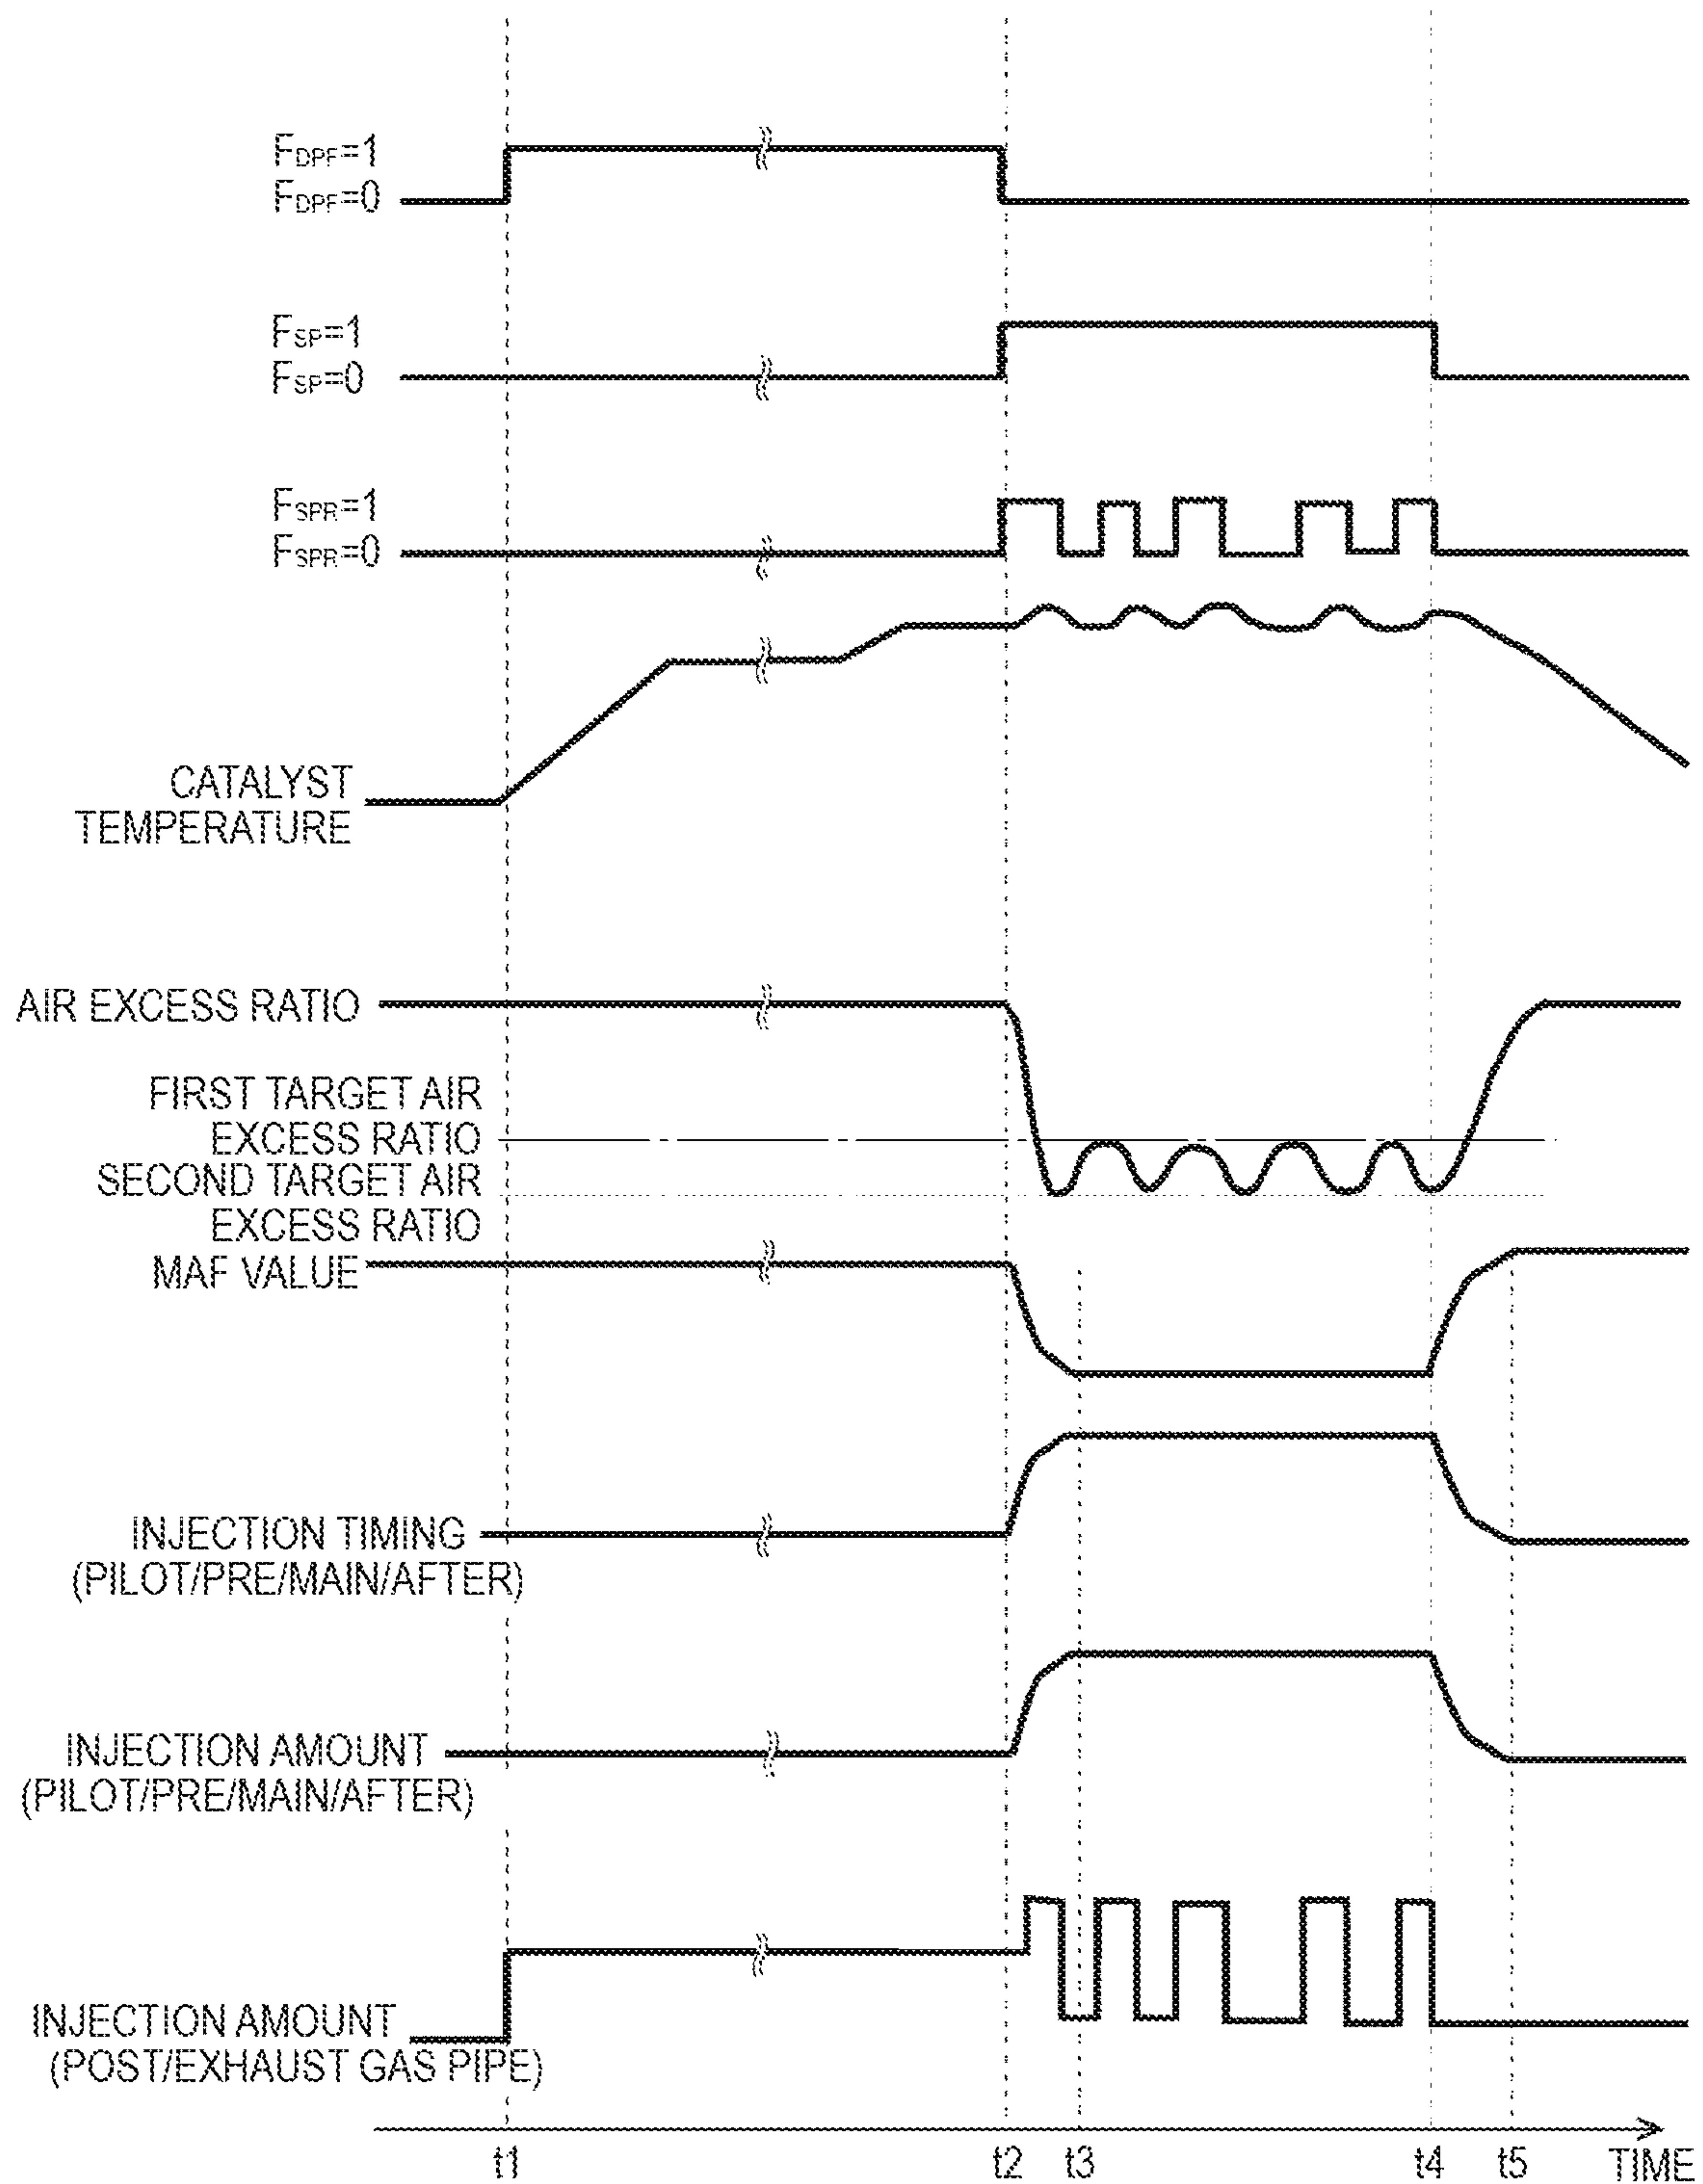 FDPF=1
FDPF=0
FSP=1
FSP=0
FSPR=1
FSPR=0
CATALYST
TEMPERATURE
AIR EXCESS RATIO
FIRST TARGET AIR
EXCESS RATIO
SECOND TARGET AIR
EXCESS RATIO
MAF VALUE
INJECTION TIMING
(PILOT/PRE/MAIN/AFTER)
INJECTION AMOUNT
(PILOT/PRE/MAIN/AFTER)
INJECTION AMOUNT
(POST/EXHAUST GAS PIPE)
t1 t2 t3 t4 t5 TIME